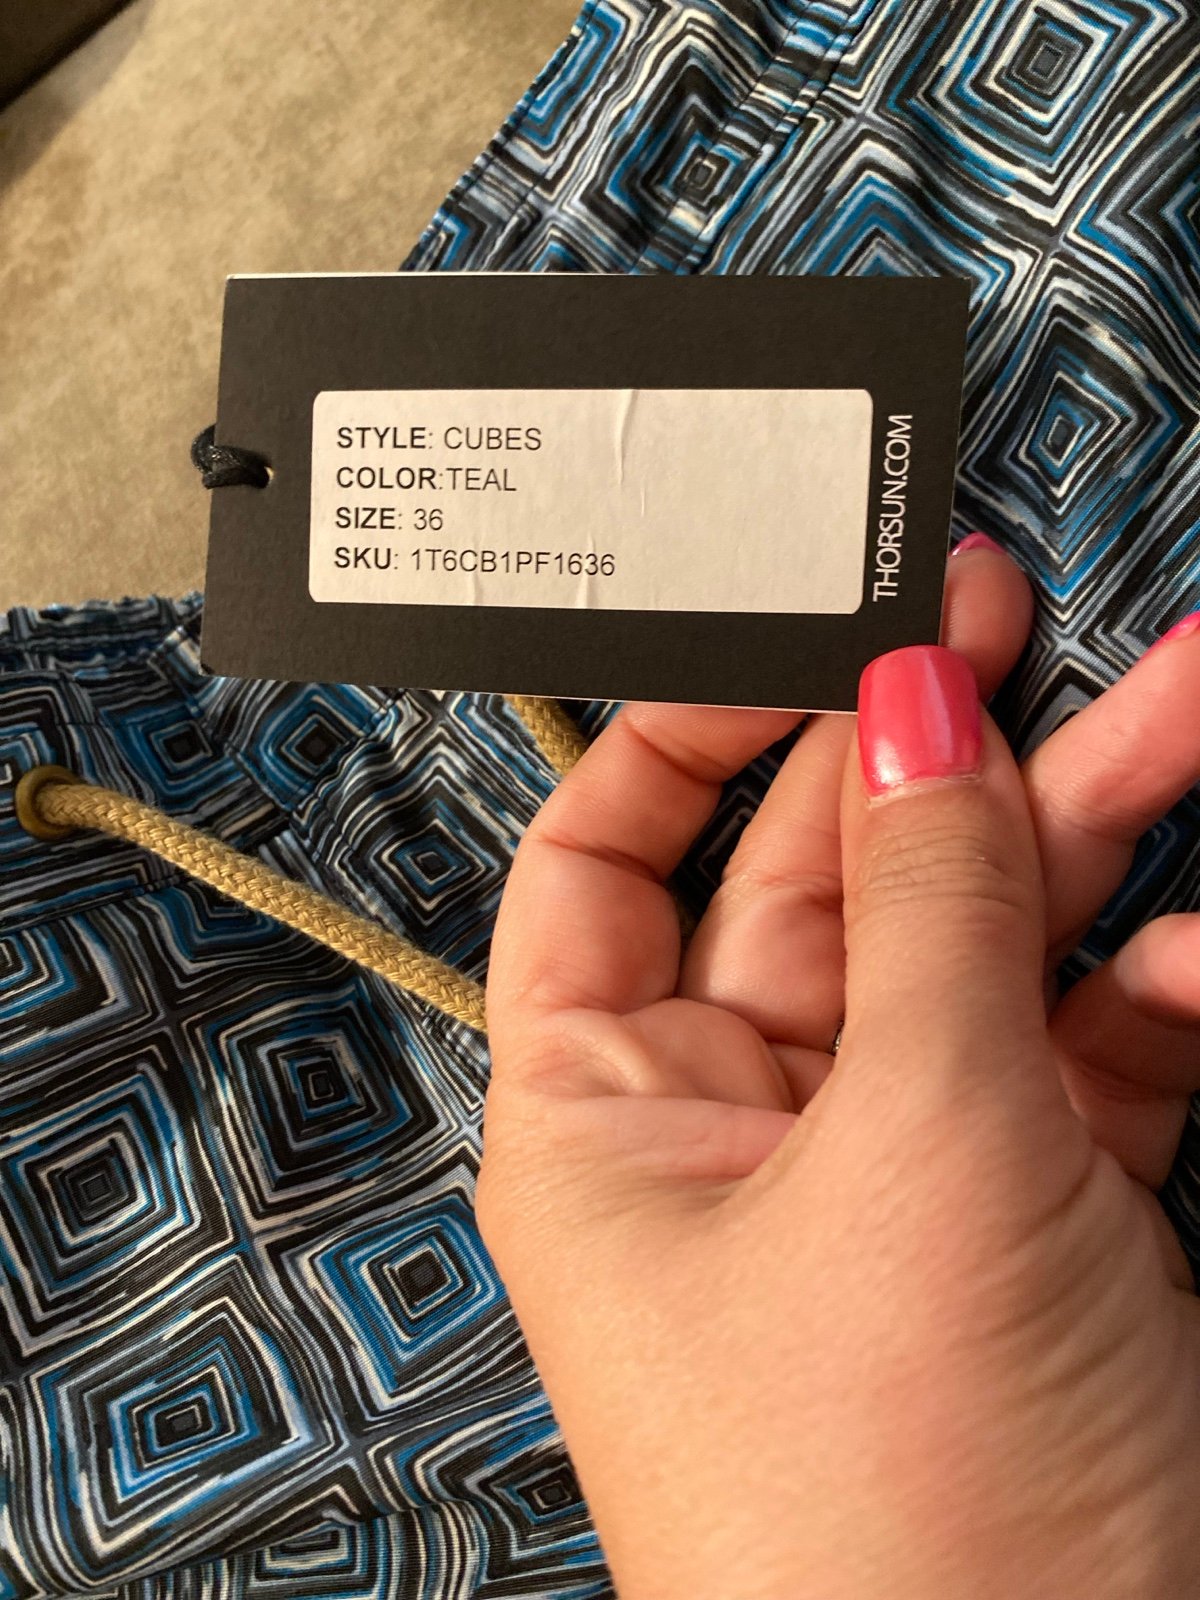 STYLE: CUBES
COLOR:TEAL
SIZE: 36
SKU: 1T6CB1PF1636
THORSUN.COM